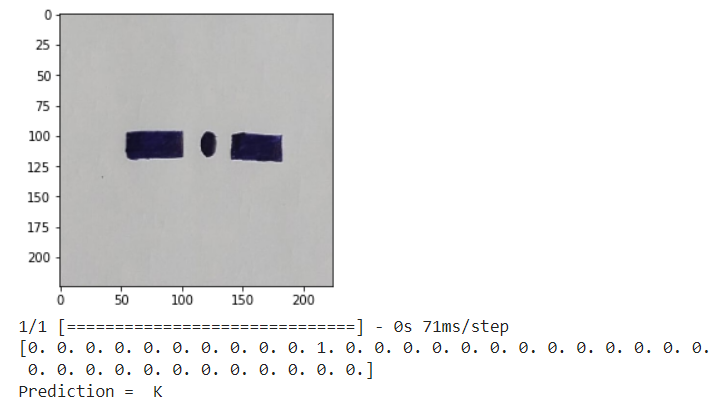 0
25
50
75
100
125
150
175
200
0 50 100 150 200
1/1 [==============================] - 0s 71ms/step
[0. 0. 0. 0. 0. 0. 0. 0. 0. 0. 1. 0. 0. 0. 0. 0. 0. 0. 0. 0. 0. 0. 0. 0.
0. 0. 0. 0. 0. 0. 0. 0. 0. 0. 0. 0.]
Prediction = K